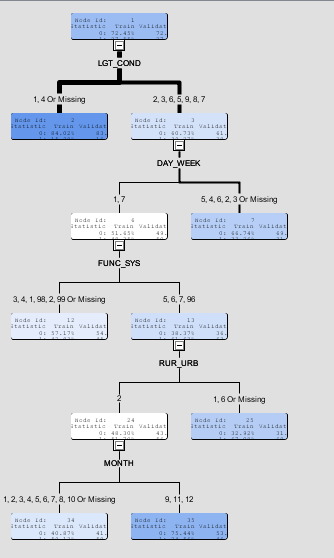 Node id: 1
Statistic Train Validat
0: 72.45% 72.
LGT_COND
1, 4 Or Missing
2, 3, 6, 5, 9, 8, 7
Node id: 2
Statistic Train Validat
0: 84.02% 83.
Node id: 3
Statistic Train Validat
0: 60.73% 61.
DAY_WEEK
1, 7
5, 4, 6, 2, 3 Or Missing
Node id: 6
Statistic Train Validat
0: 51.65% 49.
Node id: 7
Statistic Train Validat
0: 66.74% 69.
FUNC_SYS
3, 4, 1, 98, 2, 99 Or Missing
5, 6, 7, 96
Node id: 12
Statistic Train Validat
0: 57.17% 54.
Node id: 13
Statistic Train Validat
0: 38.37% 36.
RUR_URB
2
1, 6 Or Missing
Node id: 24
Statistic Train Validat
0: 48.30% 43.
Node id: 25
Statistic Train Validat
0: 32.82% 31.
MONTH
1, 2, 3, 4, 5, 6, 7, 8, 10 Or Missing
9, 11, 12
Node id: 34
Statistic Train Validat
0: 40.87% 41.
Node id: 35
Statistic Train Validat
0: 75.44% 53.